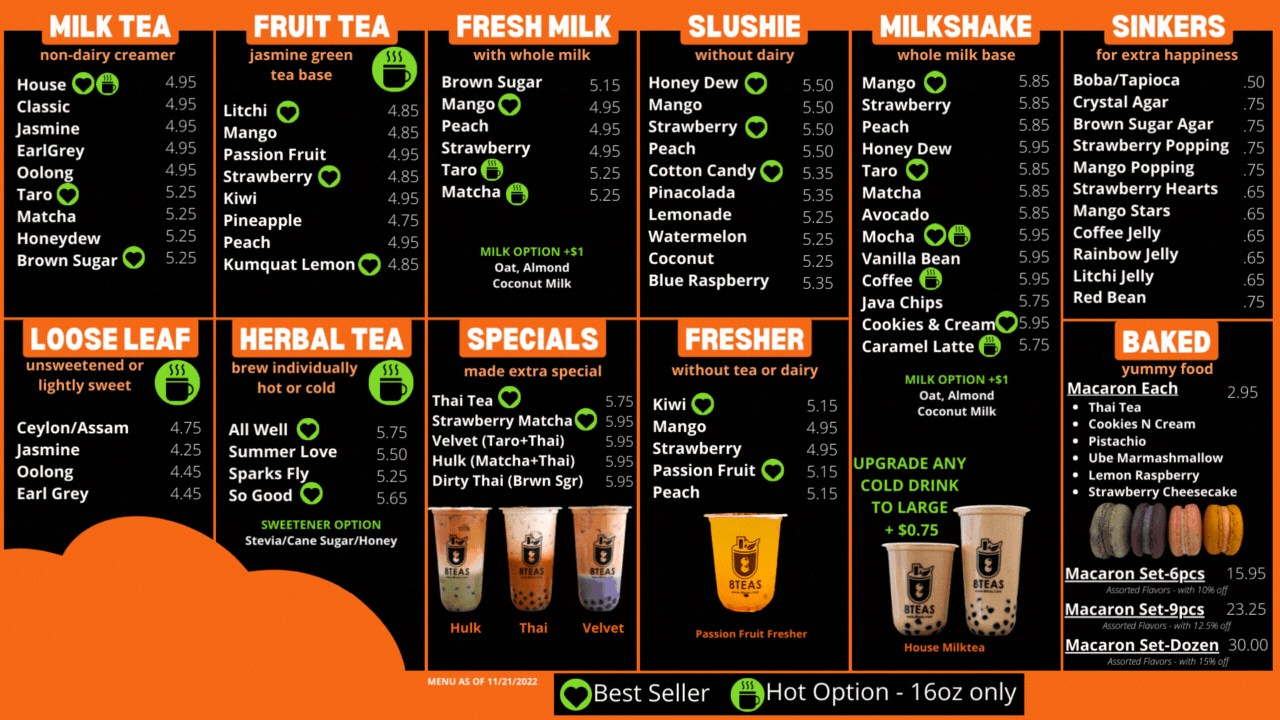 MILK TEA
non-dairy creamer
House 4.95
Classic 4.95
Jasmine 4.95
EarlGrey 4.95
Oolong 4.95
Taro 5.25
Matcha 5.25
Honeydew 5.25
Brown Sugar 5.25
FRUIT TEA
jasmine green
tea base
Litchi 4.85
Mango 4.85
Passion Fruit 4.95
Strawberry 4.85
Kiwi 4.95
Pineapple 4.75
Peach 4.95
Kumquat Lemon 4.85
FRESH MILK
with whole milk
Brown Sugar 5.15
Mango 4.95
Peach 4.95
Strawberry 4.95
Taro 5.25
Matcha 5.25
MILK OPTION +$1
Oat, Almond
Coconut Milk
SLUSHIE
without dairy
Honey Dew 5.50
Mango 5.50
Strawberry 5.50
Peach 5.50
Cotton Candy 5.35
Pinacolada 5.35
Lemonade 5.25
Watermelon 5.25
Coconut 5.25
Blue Raspberry 5.35
MILKSHAKE
whole milk base
Mango 5.85
Strawberry 5.85
Peach 5.85
Honey Dew 5.95
Taro 5.85
Matcha 5.85
Avocado 5.85
Mocha 5.95
Vanilla Bean 5.95
Coffee 5.95
Java Chips 5.75
Cookies & Cream 5.95
Caramel Latte 5.75
MILK OPTION +$1
Oat, Almond
Coconut Milk
UPGRADE ANY
COLD DRINK
TO LARGE
+ $0.75
8TEAS
8TEAS
House Milktea
SINKERS
for extra happiness
Boba/Tapioca .50
Crystal Agar .75
Brown Sugar Agar .75
Strawberry Popping .75
Mango Popping .75
Strawberry Hearts .65
Mango Stars .65
Coffee Jelly .65
Rainbow Jelly .65
Litchi Jelly .65
Red Bean .75
LOOSE LEAF
unsweetened or
lightly sweet
Ceylon/Assam 4.75
Jasmine 4.25
Oolong 4.45
Earl Grey 4.45
HERBAL TEA
brew individually
hot or cold
All Well 5.75
Summer Love 5.50
Sparks Fly 5.25
So Good 5.65
SWEETENER OPTION
Stevia/Cane Sugar/Honey
SPECIALS
made extra special
Thai Tea 5.75
Strawberry Matcha 5.95
Velvet (Taro+Thai) 5.95
Hulk (Matcha+Thai) 5.95
Dirty Thai (Brwn Sgr) 5.95
8TEAS 8TEAS 8TEAS
Hulk Thai Velvet
FRESHER
without tea or dairy
Kiwi 5.15
Mango 4.95
Strawberry 4.95
Passion Fruit 5.15
Peach 5.15
8TEAS
Passion Fruit Fresher
BAKED
yummy food
Macaron Each 2.95
• Thai Tea
• Cookies N Cream
• Pistachio
• Ube Marmashmallow
• Lemon Raspberry
• Strawberry Cheesecake
Macaron Set-6pcs 15.95
Assorted Flavors - with 10% off
Macaron Set-9pcs 23.25
Assorted Flavors - with 12.5% off
Macaron Set-Dozen 30.00
Assorted Flavors - with 15% off
MENU AS OF 11/21/2022
Best Seller Hot Option - 16oz only